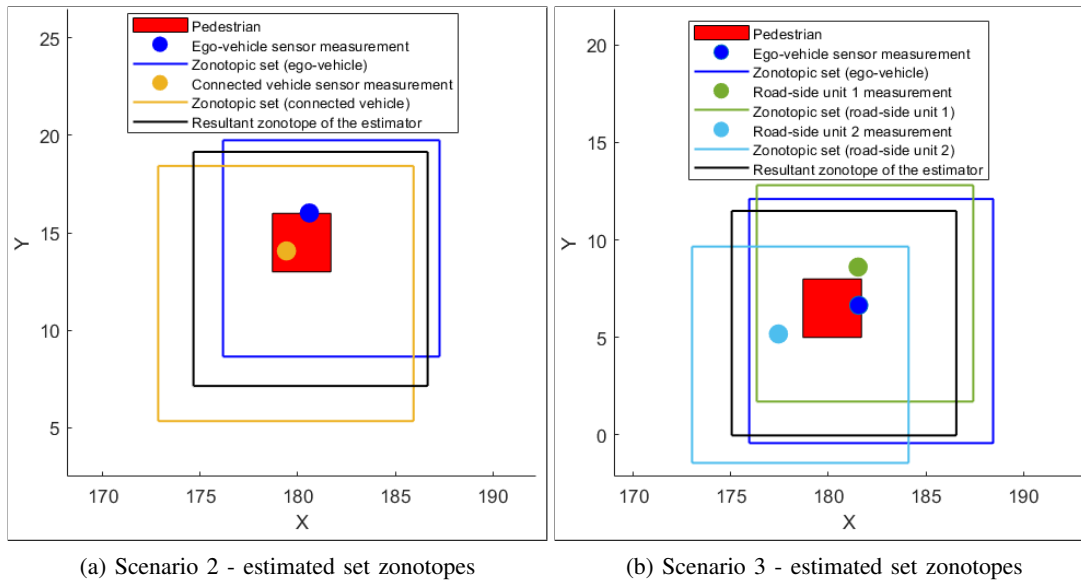 Pedestrian
Ego-vehicle sensor measurement
Zonotopic set (ego-vehicle)
Connected vehicle sensor measurement
Zonotopic set (connected vehicle)
Resultant zonotope of the estimator
25
20
15
10
5
Y
170 175 180 185 190
X
(a) Scenario 2 - estimated set zonotopes
Pedestrian
Ego-vehicle sensor measurement
Zonotopic set (ego-vehicle)
Road-side unit 1 measurement
Zonotopic set (road-side unit 1)
Road-side unit 2 measurement
Zonotopic set (road-side unit 2)
Resultant zonotope of the estimator
20
15
10
5
0
Y
170 175 180 185 190
X
(b) Scenario 3 - estimated set zonotopes